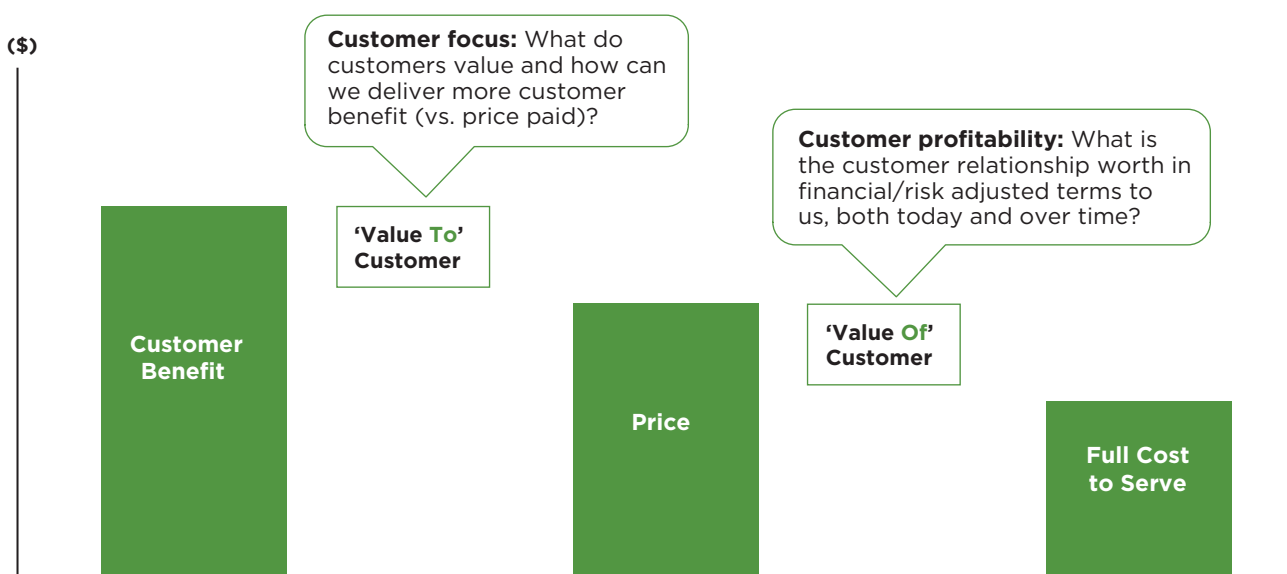 ($)
Customer focus: What do
customers value and how can
we deliver more customer
benefit (vs. price paid)?
Customer profitability: What is
the customer relationship worth in
financial/risk adjusted terms to
us, both today and over time?
‘Value To’
Customer
‘Value Of’
Customer
Customer
Benefit
Price
Full Cost
to Serve